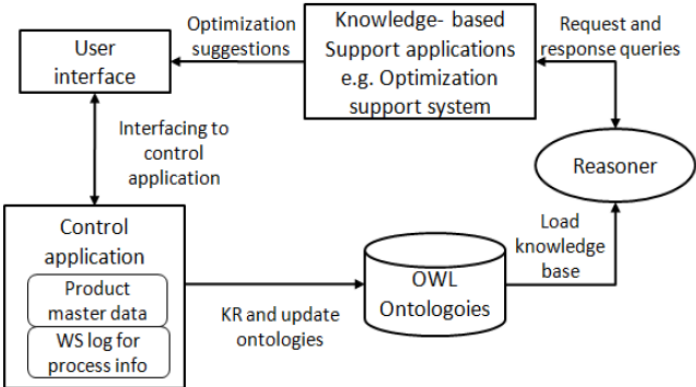 User
interface
Optimization
suggestions
Knowledge- based
Support applications
e.g. Optimization
support system
Request and
response queries
Interfacing to
control
application
Reasoner
Control
application
Product
master data
WS log for
process info
KR and update
ontologies
OWL
Ontologoies
Load
knowledge
base